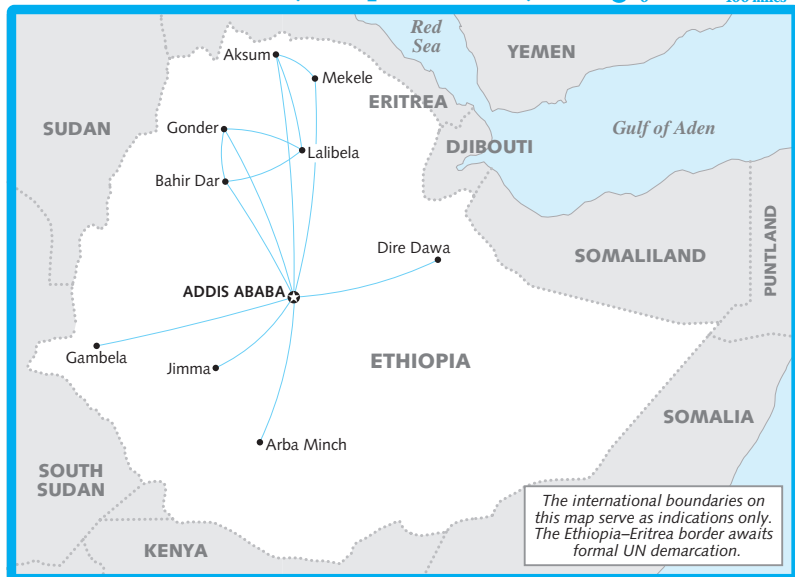 Red
Sea
YEMEN
Aksum
Mekele
ERITREA
SUDAN
Gonder
Gulf of Aden
Lalibela
DJIBOUTI
Bahir Dar
Dire Dawa
SOMALILAND
PUNTLAND
ADDIS ABABA
Gambela
Jimma
ETHIOPIA
SOMALIA
Arba Minch
SOUTH
SUDAN
The international boundaries on
this map serve as indications only.
The Ethiopia–Eritrea border awaits
formal UN demarcation.
KENYA